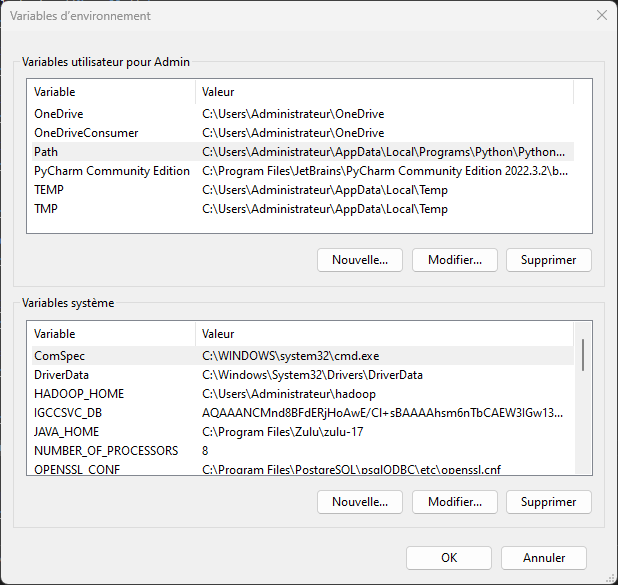 Variables d'environnement
Variables utilisateur pour Admin
Variable Valeur
OneDrive C:\Users\Administrateur\OneDrive
OneDriveConsumer C:\Users\Administrateur\OneDrive
Path C:\Users\Administrateur\AppData\Local\Programs\Python\Python...
PyCharm Community Edition C:\Program Files\JetBrains\PyCharm Community Edition 2022.3.2\b...
TEMP C:\Users\Administrateur\AppData\Local\Temp
TMP C:\Users\Administrateur\AppData\Local\Temp
Nouvelle... Modifier... Supprimer
Variables système
Variable Valeur
ComSpec C:\WINDOWS\system32\cmd.exe
DriverData C:\Windows\System32\Drivers\DriverData
HADOOP_HOME C:\Users\Administrateur\hadoop
IGCCSVC_DB AQAAANCMnd8BFdERjHoAwE/Cl+sBAAAAhsm6nTbCAEW3IGw13...
JAVA_HOME C:\Program Files\Zulu\zulu-17
NUMBER_OF_PROCESSORS 8
OPENSSL_CONF C:\Program Files\PostgreSQL\psqlODBC\etc\openssl.cnf
Nouvelle... Modifier... Supprimer
OK Annuler